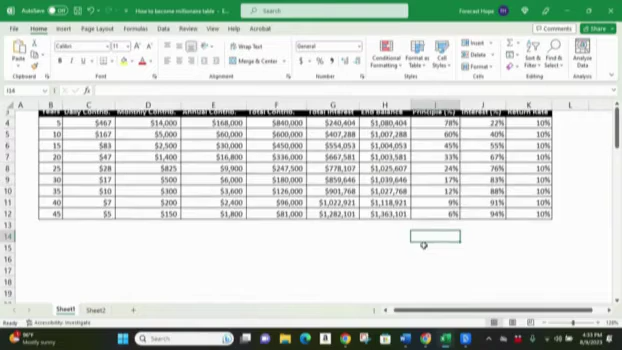 Excel AutoSave Off How to become millionaire table - E... Search Forecast Hope
File Home Insert Page Layout Formulas Data Review View Help Acrobat Comments Share
Paste Calibri 11 A A Wrap Text General Insert
B I U Merge & Center $ % Conditional Formatting Format as Table Cell Styles Delete Format Sort & Filter Find & Select Analyze Data
Clipboard Font Alignment Number Styles Cells Editing Analysis
I14 fx
A B C D E F G H I J K L M
3 Daily Contrib. Monthly Contrib. Annual Contrib. Total Contrib. Total Interest End Balance Principle (%) Interest (%) Return Rate
4 5 $467 $14,000 $168,000 $840,000 $240,404 $1,080,404 78% 22% 10%
5 10 $167 $5,000 $60,000 $600,000 $407,288 $1,007,288 60% 40% 10%
6 15 $83 $2,500 $30,000 $450,000 $554,053 $1,004,053 45% 55% 10%
7 20 $47 $1,400 $16,800 $336,000 $667,581 $1,003,581 33% 67% 10%
8 25 $28 $825 $9,900 $247,500 $778,107 $1,025,607 24% 76% 10%
9 30 $17 $500 $6,000 $180,000 $859,646 $1,039,646 17% 83% 10%
10 35 $10 $300 $3,600 $126,000 $901,768 $1,027,768 12% 88% 10%
11 40 $7 $200 $2,400 $96,000 $1,022,921 $1,118,921 9% 91% 10%
12 45 $5 $150 $1,800 $81,000 $1,282,101 $1,363,101 6% 94% 10%
13
14
15
16
17
18
19
Sheet1 Sheet2 +
Ready Accessibility: Investigate
Mostly sunny Search 4:33 PM
8/9/2023